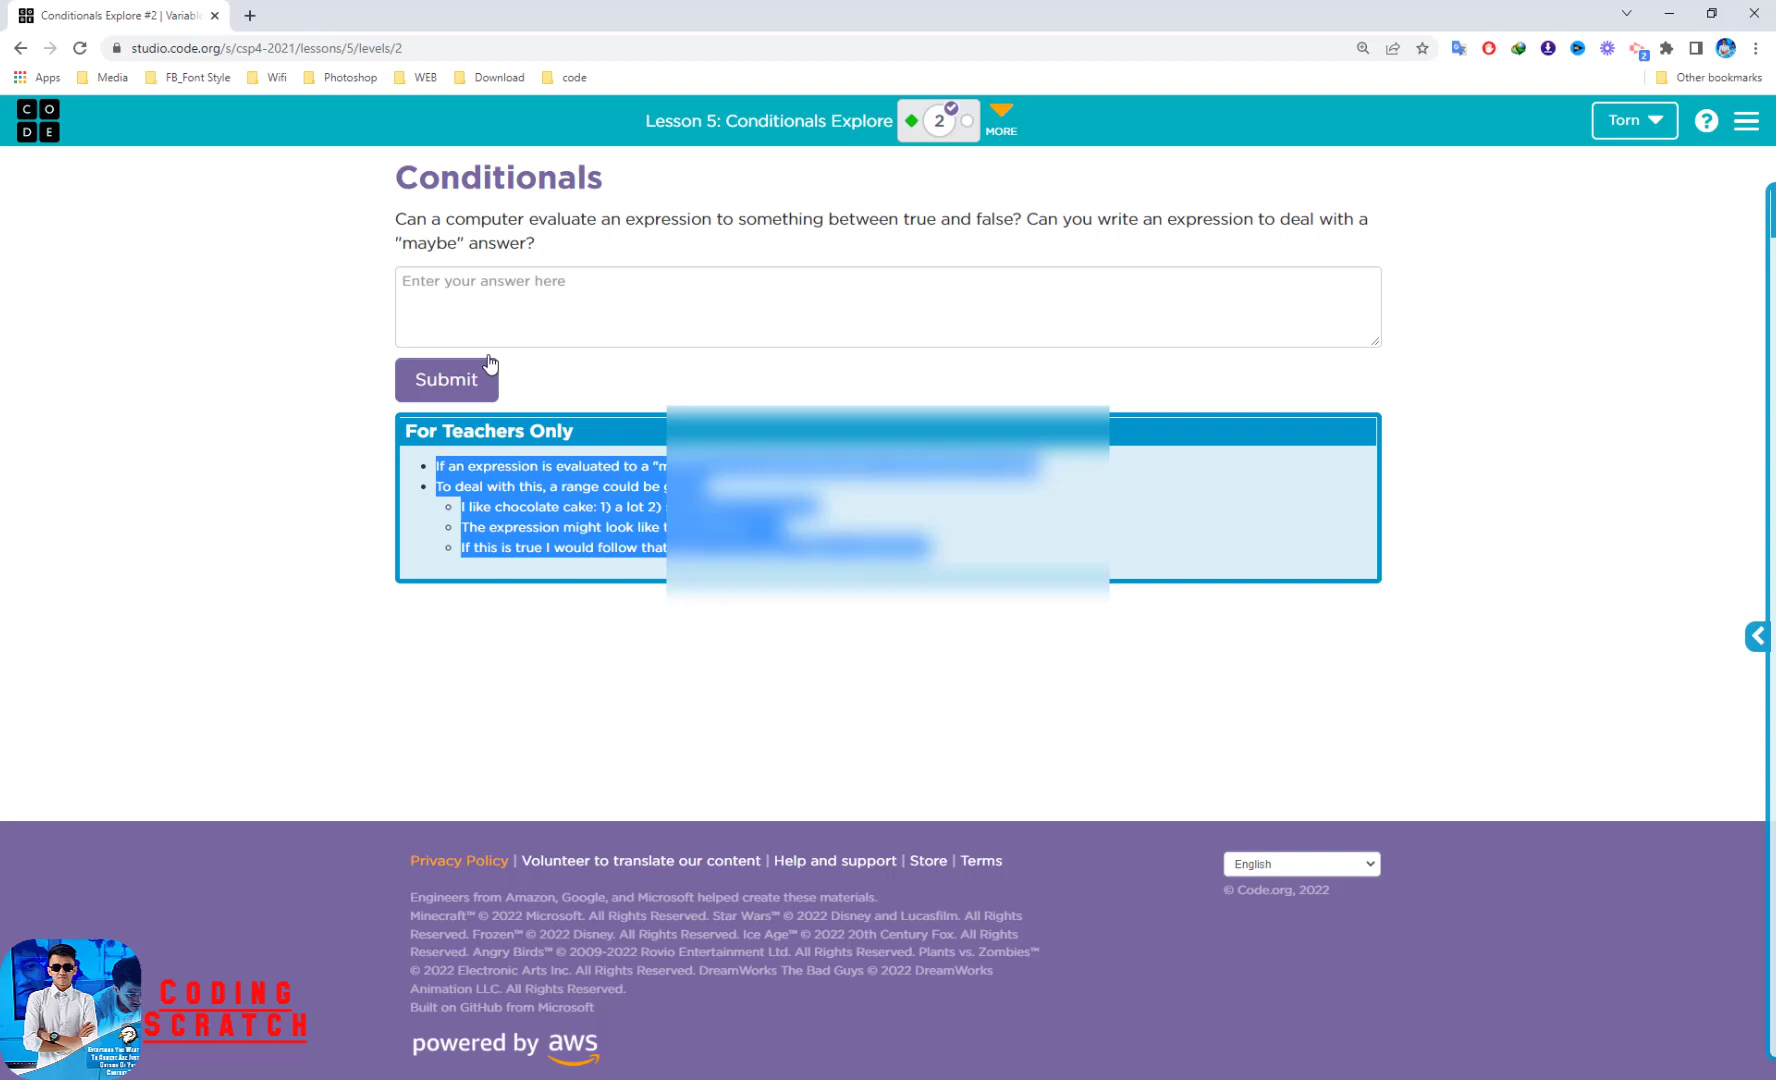 Conditionals Explore #2 | Variabl
studio.code.org/s/csp4-2021/lessons/5/levels/2
Apps Media FB_Font Style Wifi Photoshop WEB Download code Other bookmarks
C O
D E
Lesson 5: Conditionals Explore 2 MORE
Torn ?
Conditionals
Can a computer evaluate an expression to something between true and false? Can you write an expression to deal with a
"maybe" answer?
Enter your answer here
Submit
For Teachers Only
If an expression is evaluated to a "m
To deal with this, a range could be
I like chocolate cake: 1) a lot 2)
The expression might look like
If this is true I would follow that
Privacy Policy | Volunteer to translate our content | Help and support | Store | Terms
English
© Code.org, 2022
Engineers from Amazon, Google, and Microsoft helped create these materials.
Minecraft™ © 2022 Microsoft. All Rights Reserved. Star Wars™ © 2022 Disney and Lucasfilm. All Rights
Reserved. Frozen™ © 2022 Disney. All Rights Reserved. Ice Age™ © 2022 20th Century Fox. All Rights
Reserved. Angry Birds™ © 2009-2022 Rovio Entertainment Ltd. All Rights Reserved. Plants vs. Zombies™
© 2022 Electronic Arts Inc. All Rights Reserved. DreamWorks The Bad Guys © 2022 DreamWorks
Animation LLC. All Rights Reserved.
Built on GitHub from Microsoft
powered by aws
CODING
SCRATCH